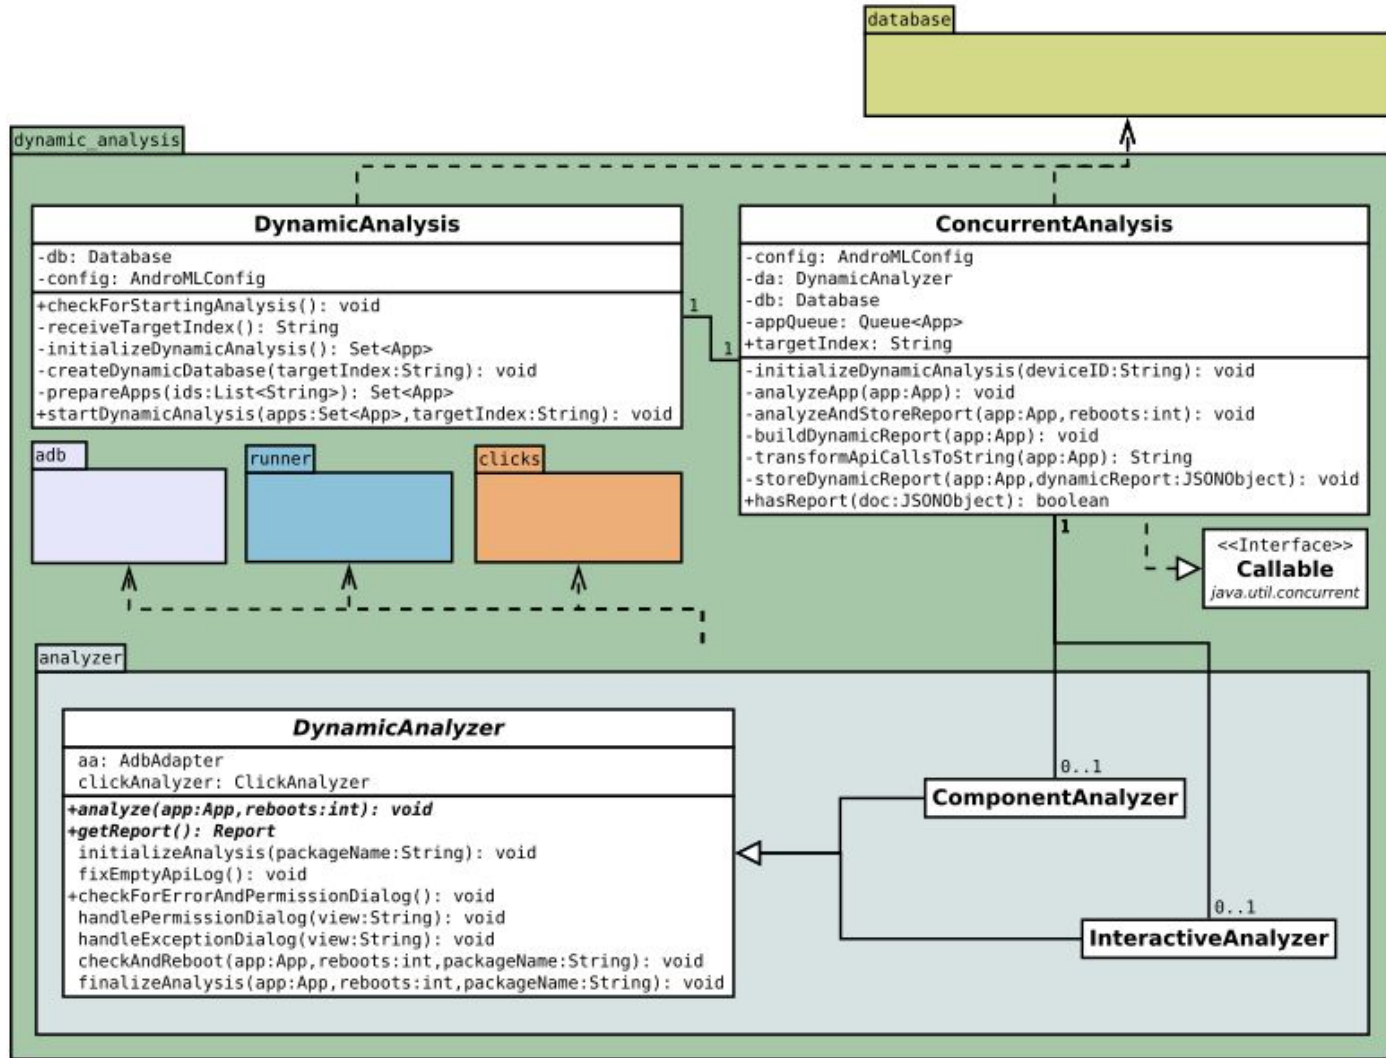 database
dynamic_analysis
DynamicAnalysis
-db: Database
-config: AndroMLConfig
+checkForStartingAnalysis(): void
-receiveTargetIndex(): String
-initializeDynamicAnalysis(): Set<App>
-createDynamicDatabase(targetIndex:String): void
-prepareApps(ids:List<String>): Set<App>
+startDynamicAnalysis(apps:Set<App>,targetIndex:String): void
1
1
ConcurrentAnalysis
-config: AndroMLConfig
-da: DynamicAnalyzer
-db: Database
-appQueue: Queue<App>
+targetIndex: String
-initializeDynamicAnalysis(deviceID:String): void
-analyzeApp(app:App): void
-analyzeAndStoreReport(app:App,reboots:int): void
-buildDynamicReport(app:App): void
-transformApiCallsToString(app:App): String
-storeDynamicReport(app:App,dynamicReport:JSONObject): void
+hasReport(doc:JSONObject): boolean
adb
runner
clicks
1
<<Interface>>
Callable
java.util.concurrent
analyzer
DynamicAnalyzer
aa: AdbAdapter
clickAnalyzer: ClickAnalyzer
+analyze(app:App,reboots:int): void
+getReport(): Report
initializeAnalysis(packageName:String): void
fixEmptyApiLog(): void
+checkForErrorAndPermissionDialog(): void
handlePermissionDialog(view:String): void
handleExceptionDialog(view:String): void
checkAndReboot(app:App,reboots:int,packageName:String): void
finalizeAnalysis(app:App,reboots:int,packageName:String): void
0..1
ComponentAnalyzer
0..1
InteractiveAnalyzer